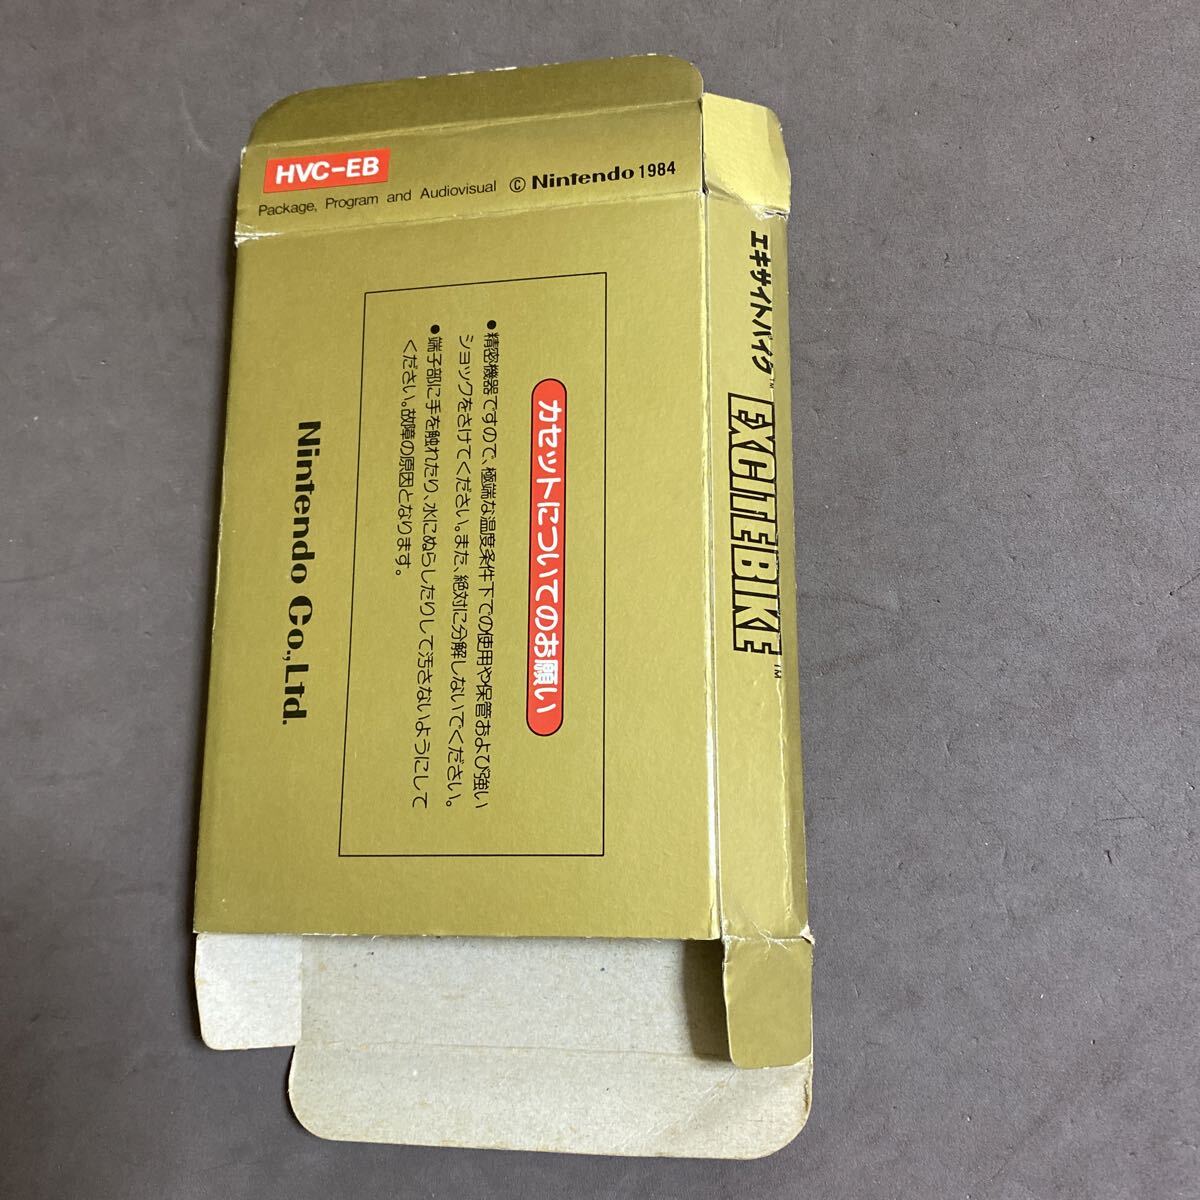 HVC-EB
Package, Program and Audiovisual © Nintendo 1984
エキサイトバイク™
EXCITEBIKE™
カセットについてのお願い
●精密機器ですので、極端な温度条件下での使用や保管および強い
ショックをさけてください。また、絶対に分解しないでください。
●端子部に手を触れたり、水にぬらしたりして汚さないようにして
ください。故障の原因となります。
Nintendo Co.,Ltd.